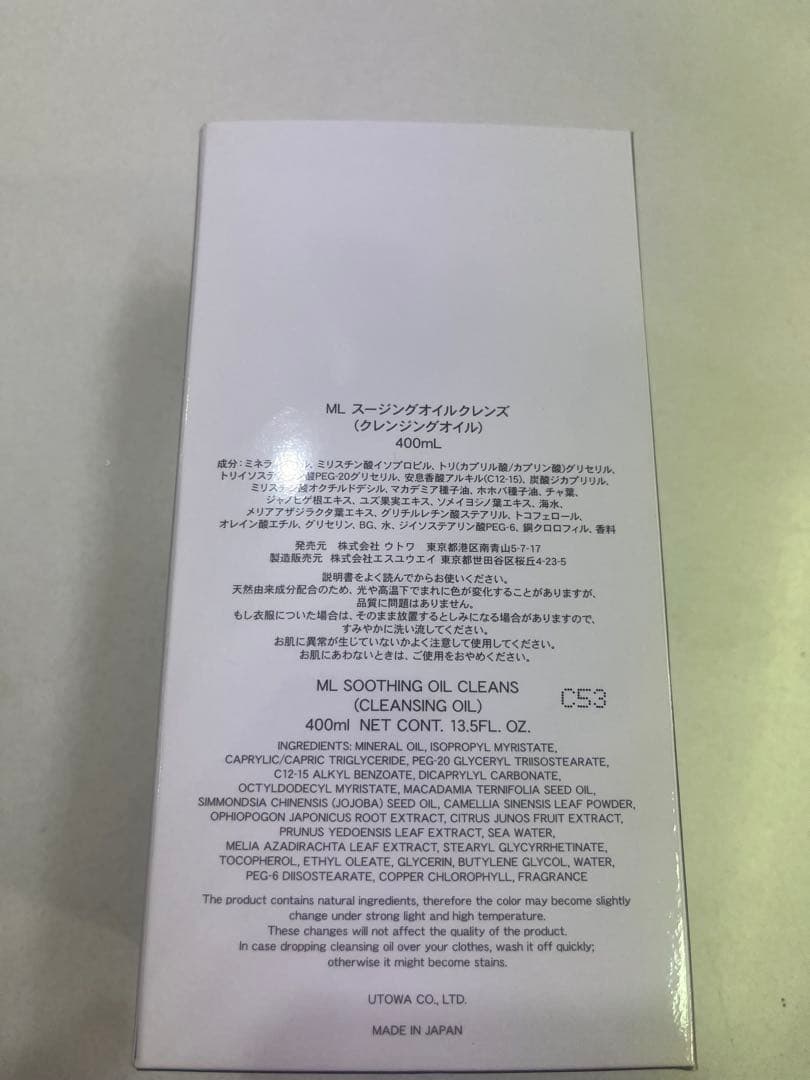 ML スージングオイルクレンズ
(クレンジングオイル)
400mL
成分:ミネラル、ミリスチン酸イソプロピル、トリ(カプリル酸/カプリン酸)グリセリル、
トリイソステ酸PEG-20グリセリル、安息香酸アルキル(C12-15)、炭酸ジカプリリル、
ミリスチン酸オクチルドデシル、マカデミア種子油、ホホバ種子油、チャ葉、
ジャノヒゲ根エキス、ユズ果実エキス、ソメイヨシノ葉エキス、海水、
メリアアザジラクタ葉エキス、グリチルレチン酸ステアリル、トコフェロール、
オレイン酸エチル、グリセリン、BG、水、ジイソステアリン酸PEG-6、銅クロロフィル、香料
発売元 株式会社 ウトワ 東京都港区南青山5-7-17
製造販売元 株式会社エスユウエイ 東京都世田谷区桜丘4-23-5
説明書をよく読んでからお使いください。
天然由来成分配合のため、光や高温下でまれに色が変化することがありますが、
品質に問題はありません。
もし衣服についた場合は、そのまま放置するとしみになる場合がありますので、
すみやかに洗い流してください。
お肌に異常が生じていないかよく注意して使用してください。
お肌にあわないときは、ご使用をおやめください。
ML SOOTHING OIL CLEANS
(CLEANSING OIL)
C53
400ml NET CONT. 13.5FL. OZ.
INGREDIENTS: MINERAL OIL, ISOPROPYL MYRISTATE,
CAPRYLIC/CAPRIC TRIGLYCERIDE, PEG-20 GLYCERYL TRIISOSTEARATE,
C12-15 ALKYL BENZOATE, DICAPRYLYL CARBONATE,
OCTYLDODECYL MYRISTATE, MACADAMIA TERNIFOLIA SEED OIL,
SIMMONDSIA CHINENSIS (JOJOBA) SEED OIL, CAMELLIA SINENSIS LEAF POWDER,
OPHIOPOGON JAPONICUS ROOT EXTRACT, CITRUS JUNOS FRUIT EXTRACT,
PRUNUS YEDOENSIS LEAF EXTRACT, SEA WATER,
MELIA AZADIRACHTA LEAF EXTRACT, STEARYL GLYCYRRHETINATE,
TOCOPHEROL, ETHYL OLEATE, GLYCERIN, BUTYLENE GLYCOL, WATER,
PEG-6 DIISOSTEARATE, COPPER CHLOROPHYLL, FRAGRANCE
The product contains natural ingredients, therefore the color may become slightly
change under strong light and high temperature.
These changes will not affect the quality of the product.
In case dropping cleansing oil over your clothes, wash it off quickly;
otherwise it might become stains.
UTOWA CO., LTD.
MADE IN JAPAN